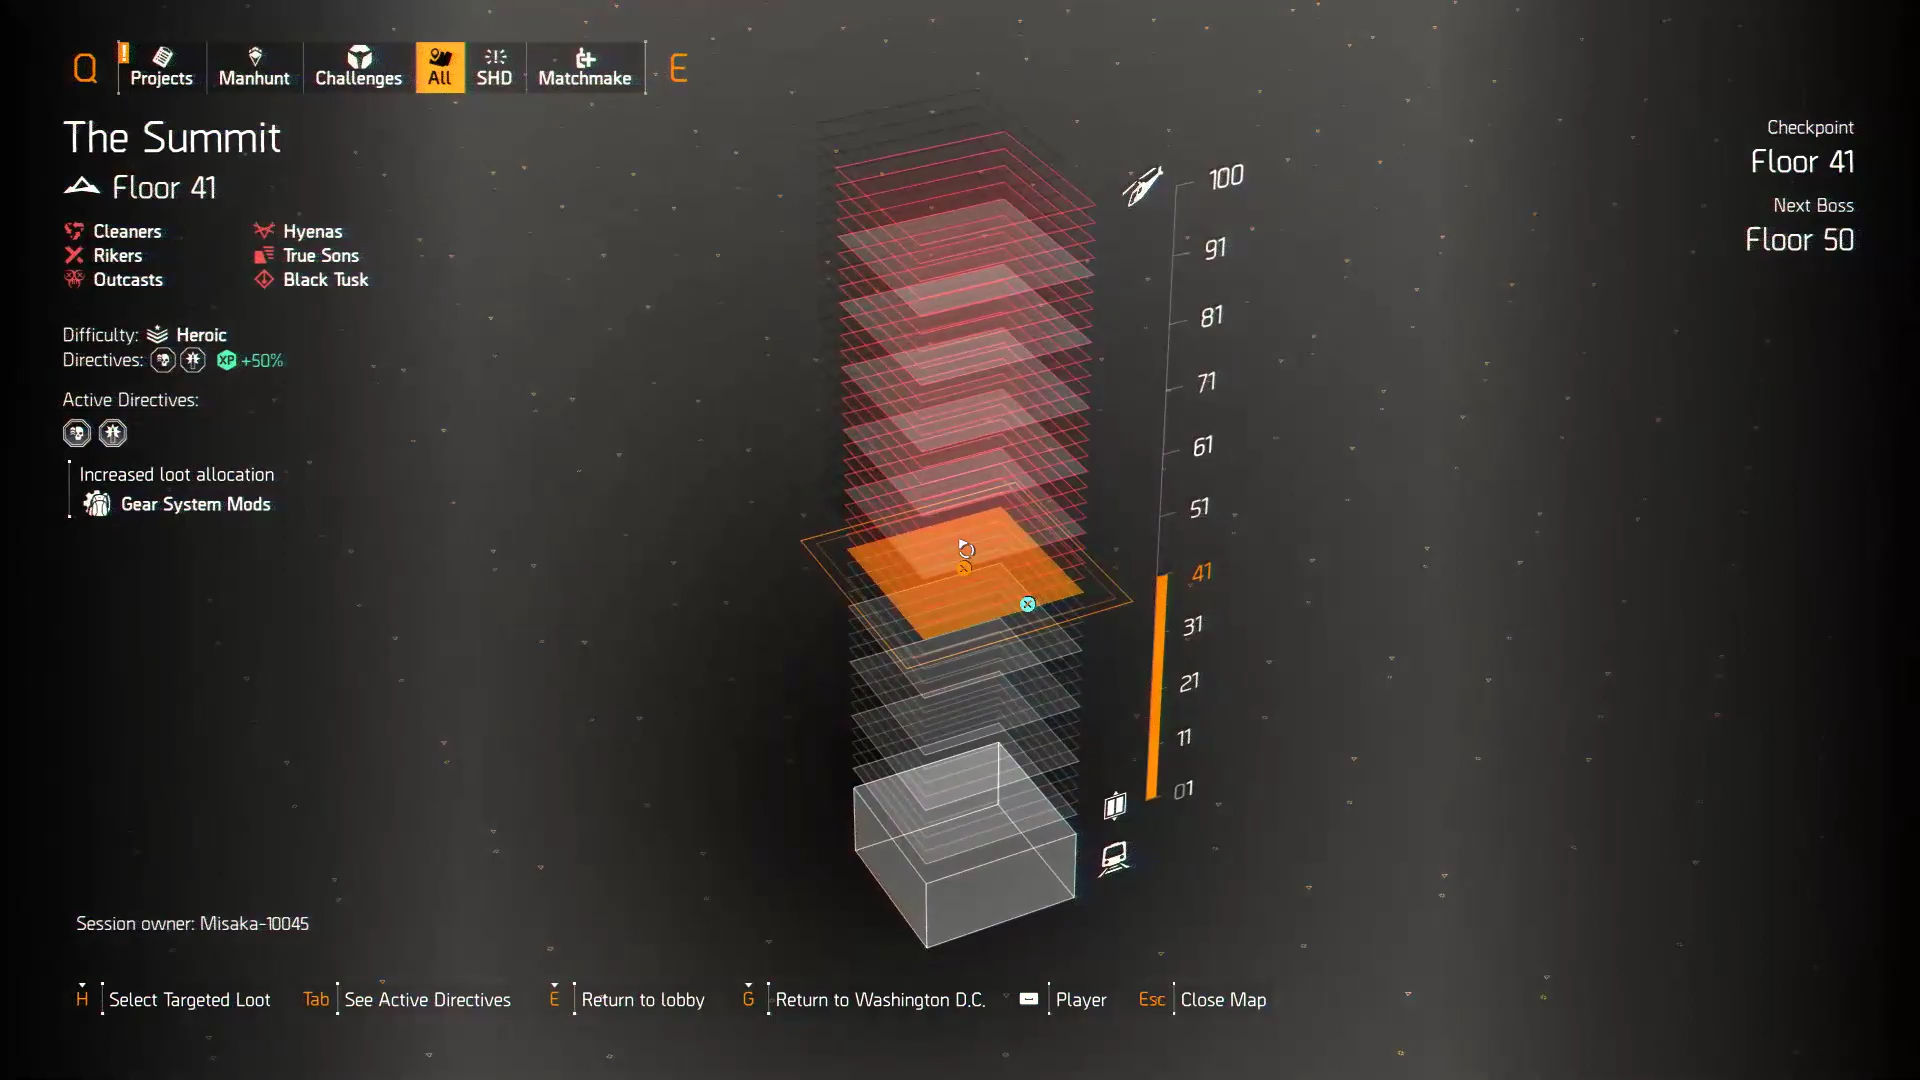 Q Projects Manhunt Challenges All SHD Matchmake E
The Summit
Floor 41
Cleaners Hyenas
Rikers True Sons
Outcasts Black Tusk
Difficulty: Heroic
Directives: XP +50%
Active Directives:
Increased loot allocation
Gear System Mods
Checkpoint
Floor 41
Next Boss
Floor 50
100
91
81
71
61
51
41
31
21
11
01
Session owner: Misaka-10045
H Select Targeted Loot Tab See Active Directives E Return to lobby G Return to Washington D.C. Player Esc Close Map